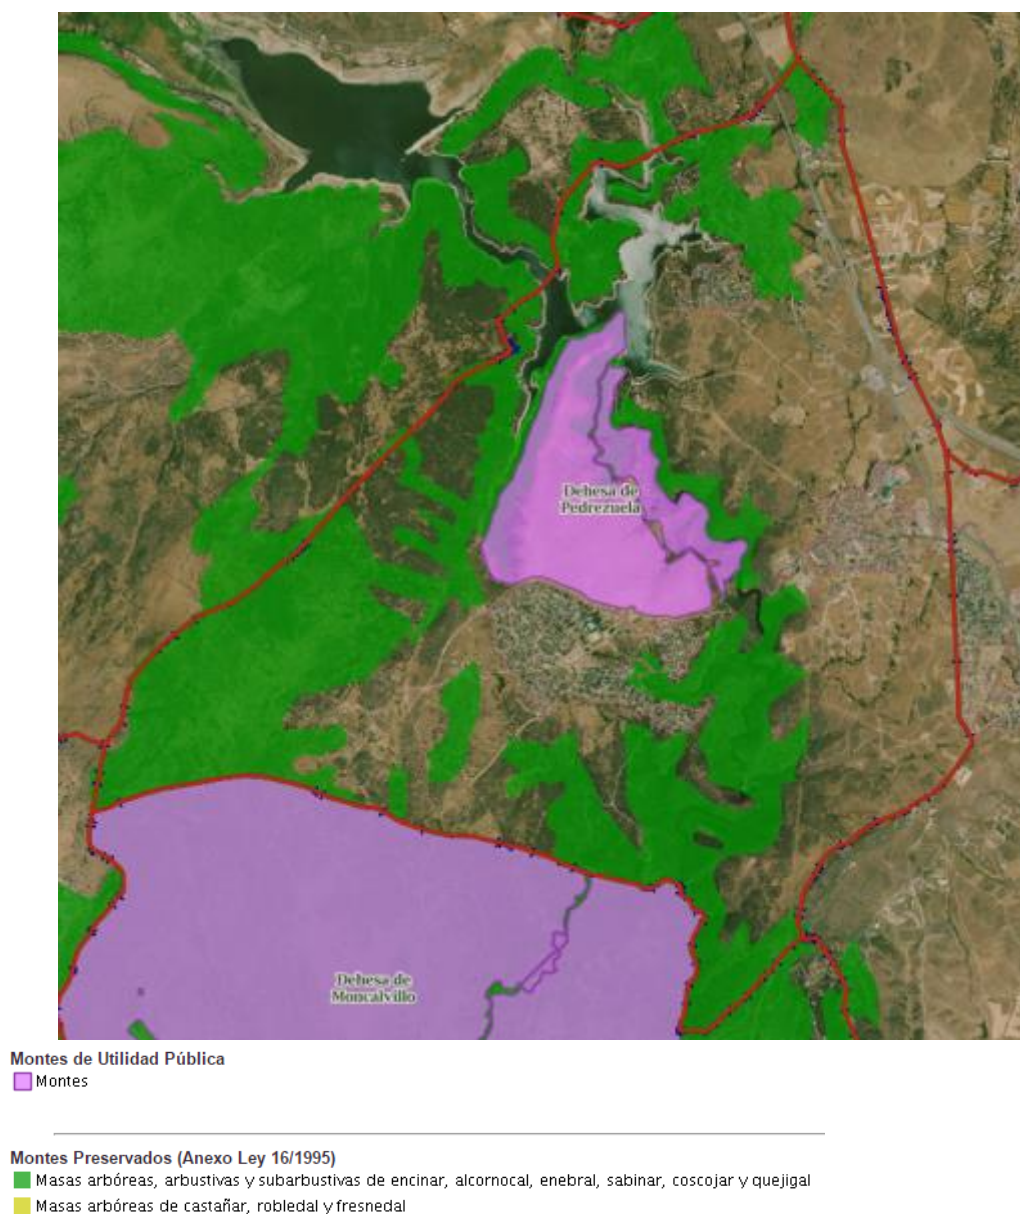 Dehesa de
Pedrezuela
Dehesa de
Moncalvillo
Montes de Utilidad Pública
Montes
Montes Preservados (Anexo Ley 16/1995)
Masas arbóreas, arbustivas y subarbustivas de encinar, alcornocal, enebral, sabinar, coscojar y quejigal
Masas arbóreas de castañar, robledal y fresnedal